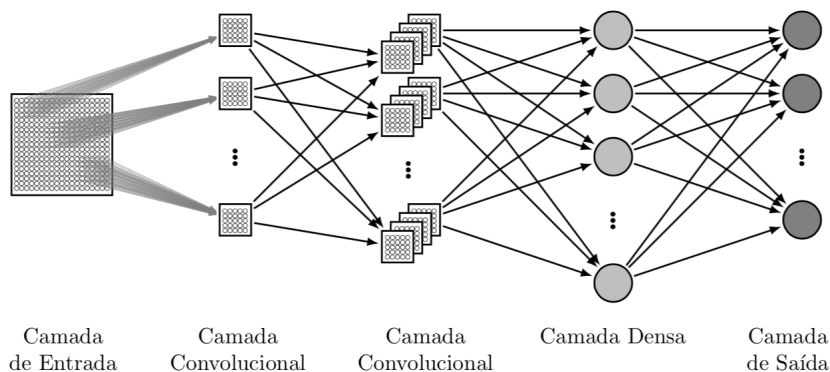 Camada
de Entrada
Camada
Convolucional
Camada
Convolucional
Camada Densa
Camada
de Saída